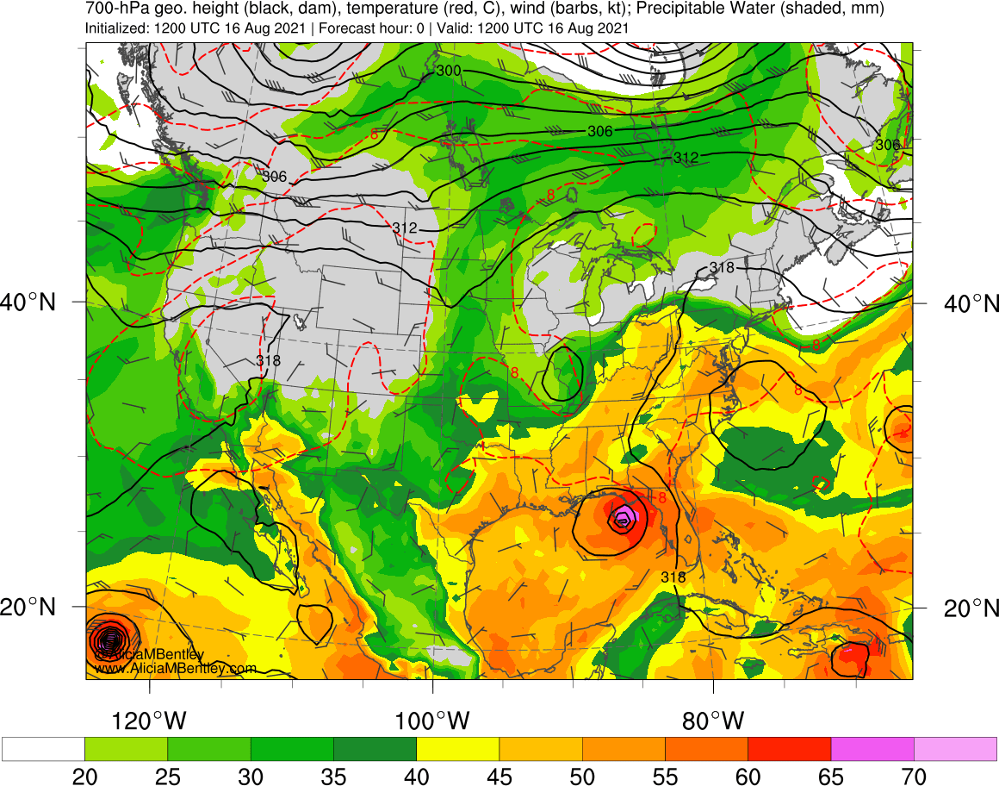 700-hPa geo. height (black, dam), temperature (red, C), wind (barbs, kt); Precipitable Water (shaded, mm)
Initialized: 1200 UTC 16 Aug 2021 | Forecast hour: 0 | Valid: 1200 UTC 16 Aug 2021
300
306
8
306
312
306
8
312
318
40°N
40°N
8
318
8
8
8
318
20°N
20°N
©AliciaMBentley
www.AliciaMBentley.com
120°W 100°W 80°W
20 25 30 35 40 45 50 55 60 65 70